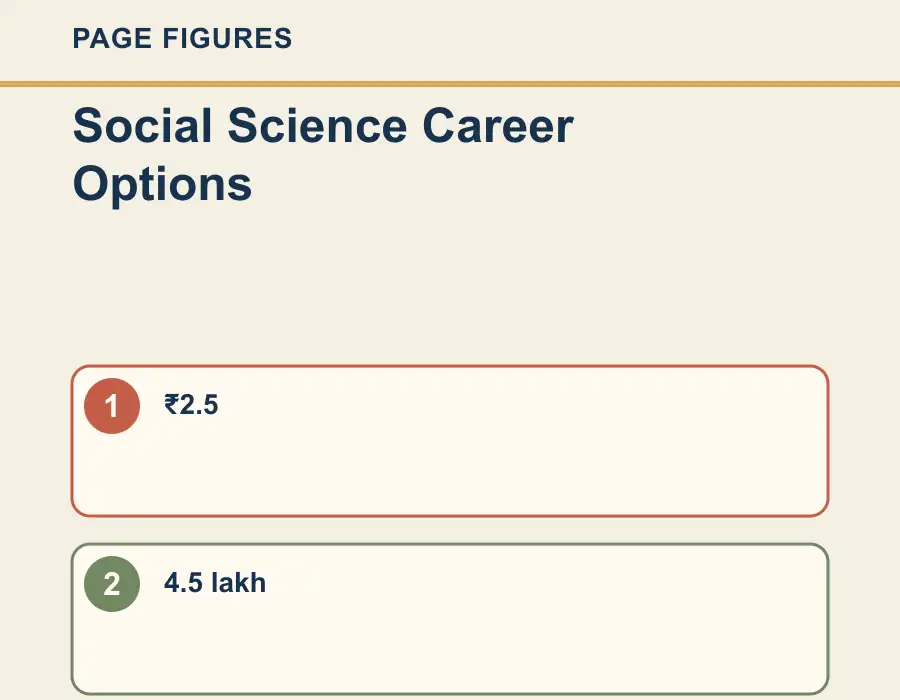 PAGE FIGURES
Social Science Career
Options
1
₹2.5
2
4.5 lakh